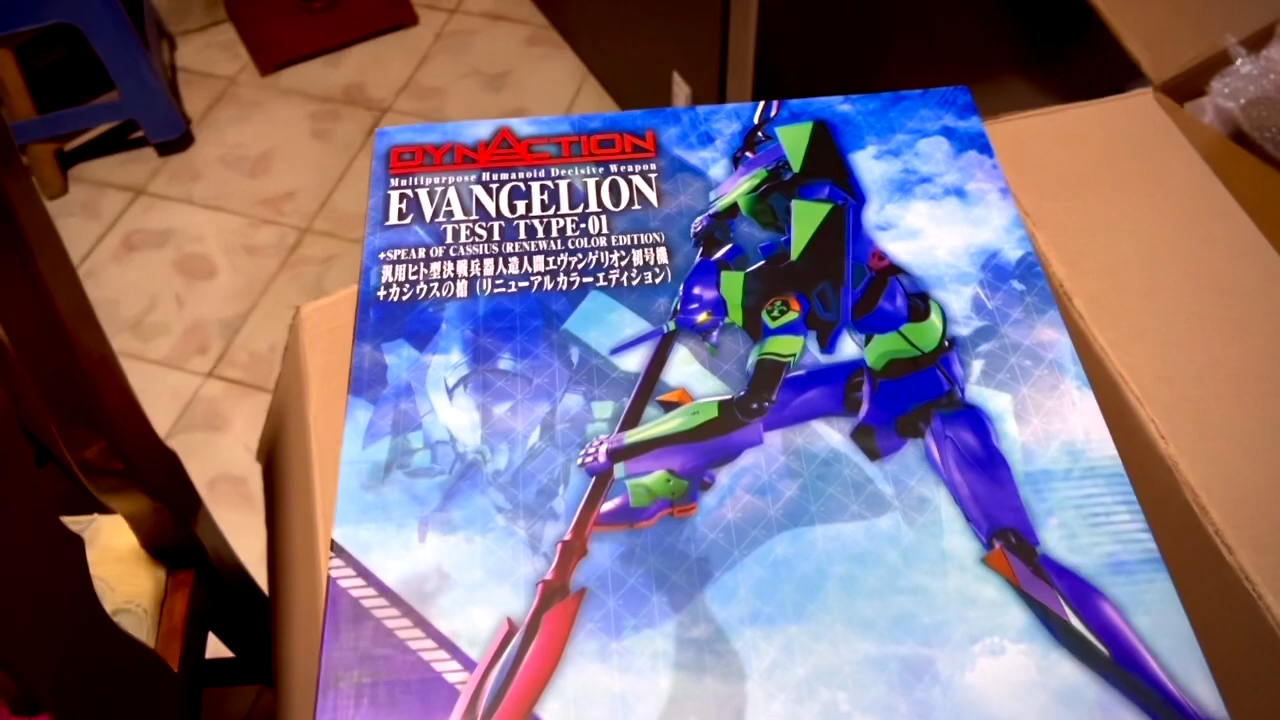 DYNACTION
Multipurpose Humanoid Decisive Weapon
EVANGELION
TEST TYPE-01
+SPEAR OF CASSIUS (RENEWAL COLOR EDITION)
汎用ヒト型決戦兵器人造人間エヴァンゲリオン初号機
+カシウスの槍（リニューアルカラーエディション）